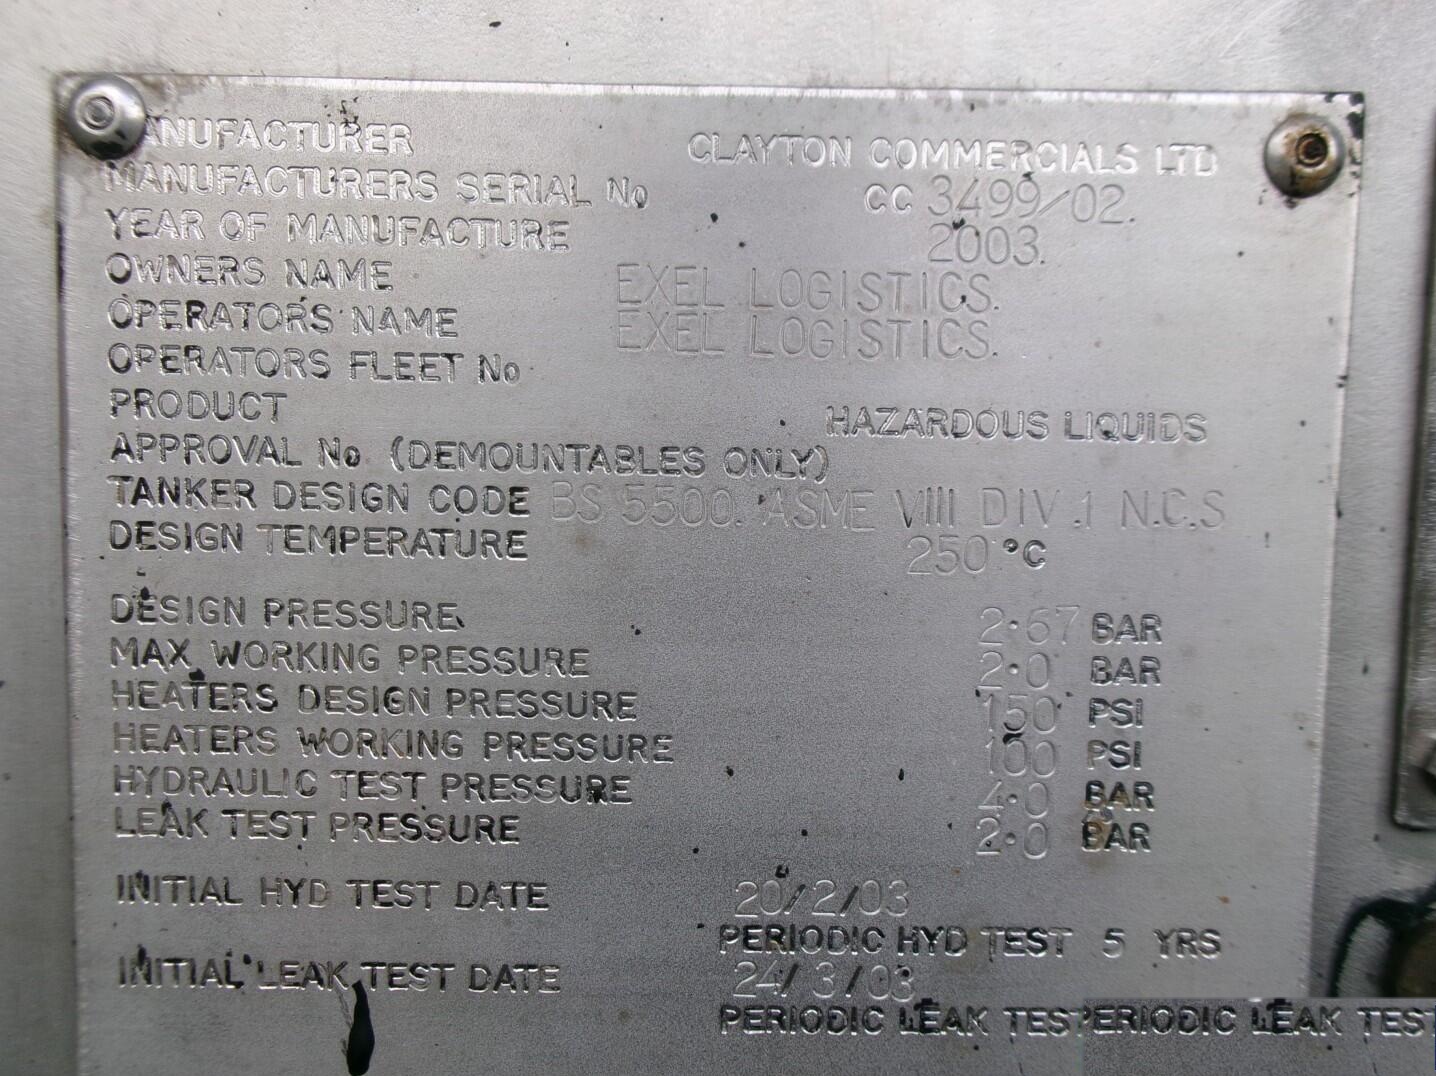 MANUFACTURER CLAYTON COMMERCIALS LTD
MANUFACTURERS SERIAL No CC 3499/02.
YEAR OF MANUFACTURE 2003.
OWNERS NAME EXEL LOGISTICS.
OPERATORS NAME EXEL LOGISTICS.
OPERATORS FLEET No
PRODUCT HAZARDOUS LIQUIDS
APPROVAL No (DEMOUNTABLES ONLY)
TANKER DESIGN CODE BS 5500. ASME VIII DIV.1 N.C.S
DESIGN TEMPERATURE 250 °C
DESIGN PRESSURE 2.67 BAR
MAX WORKING PRESSURE 2.0 BAR
HEATERS DESIGN PRESSURE 150 PSI
HEATERS WORKING PRESSURE 100 PSI
HYDRAULIC TEST PRESSURE 4.0 BAR
LEAK TEST PRESSURE 2.0 BAR
INITIAL HYD TEST DATE 20/2/03
PERIODIC HYD TEST 5 YRS
INITIAL LEAK TEST DATE 24/3/03
PERIODIC LEAK TEST PERIODIC LEAK TEST